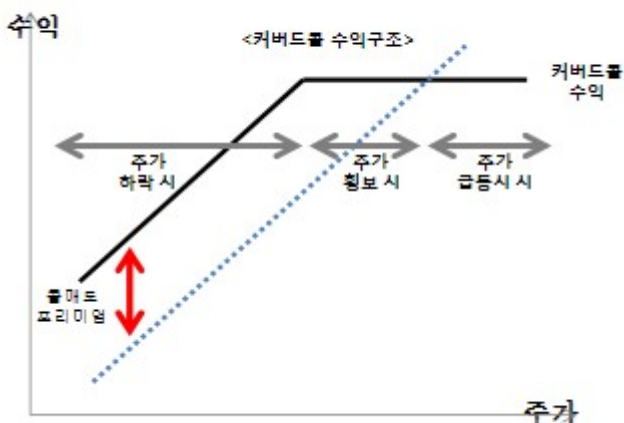 수익
<커버드콜 수익구조>
커버드콜
수익
주가
하락 시
주가
횡보 시
주가
급등시 시
콜매도
프리미엄
주가